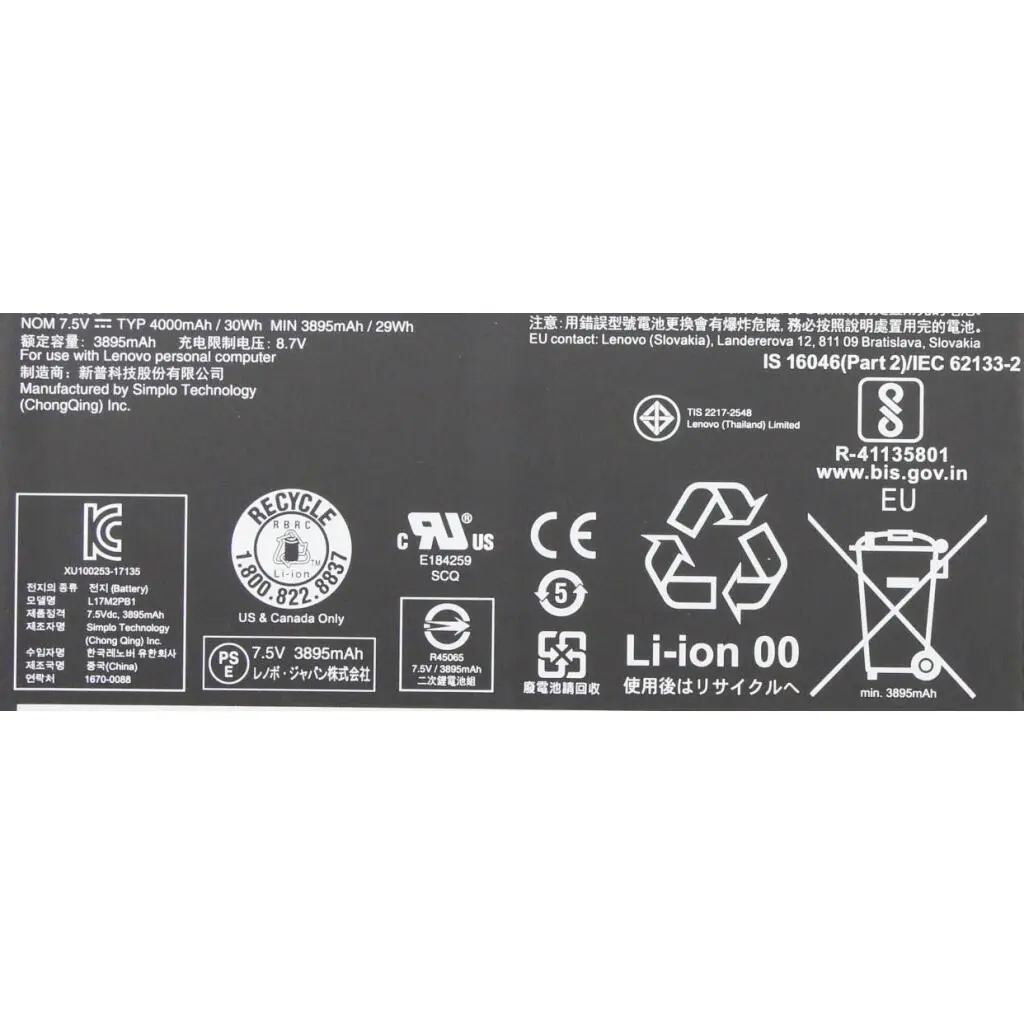 NOM 7.5V TYP 4000mAh / 30Wh MIN 3895mAh / 29Wh
额定容量: 3895mAh 充电限制电压: 8.7V
For use with Lenovo personal computer
制造商: 新普科技股份有限公司
Manufactured by Simplo Technology
(ChongQing) Inc.
注意: 用錯誤型號電池更換會有爆炸危險, 務必按照說明處置用完的電池。
EU contact: Lenovo (Slovakia), Landererova 12, 811 09 Bratislava, Slovakia
IS 16046(Part 2)/IEC 62133-2
TIS 2217-2548
Lenovo (Thailand) Limited
R-41135801
www.bis.gov.in
EU
XU100253-17135
전지의 종류 전지 (Battery)
모델명 L17M2PB1
제품정격 7.5Vdc, 3895mAh
제조자명 Simplo Technology
(Chong Qing) Inc.
수입자명 한국레노버 유한회사
제조국명 중국(China)
연락처 1670-0088
RECYCLE
RBRC
Li-ion
TM
1.800.822.8837
US & Canada Only
PS
E
7.5V 3895mAh
レノボ・ジャパン株式会社
C RU ® US
E184259
SCQ
R45065
7.5V / 3895mAh
二次鋰電池組
CE
5
廢電池請回收
Li-ion 00
使用後はリサイクルへ
min. 3895mAh